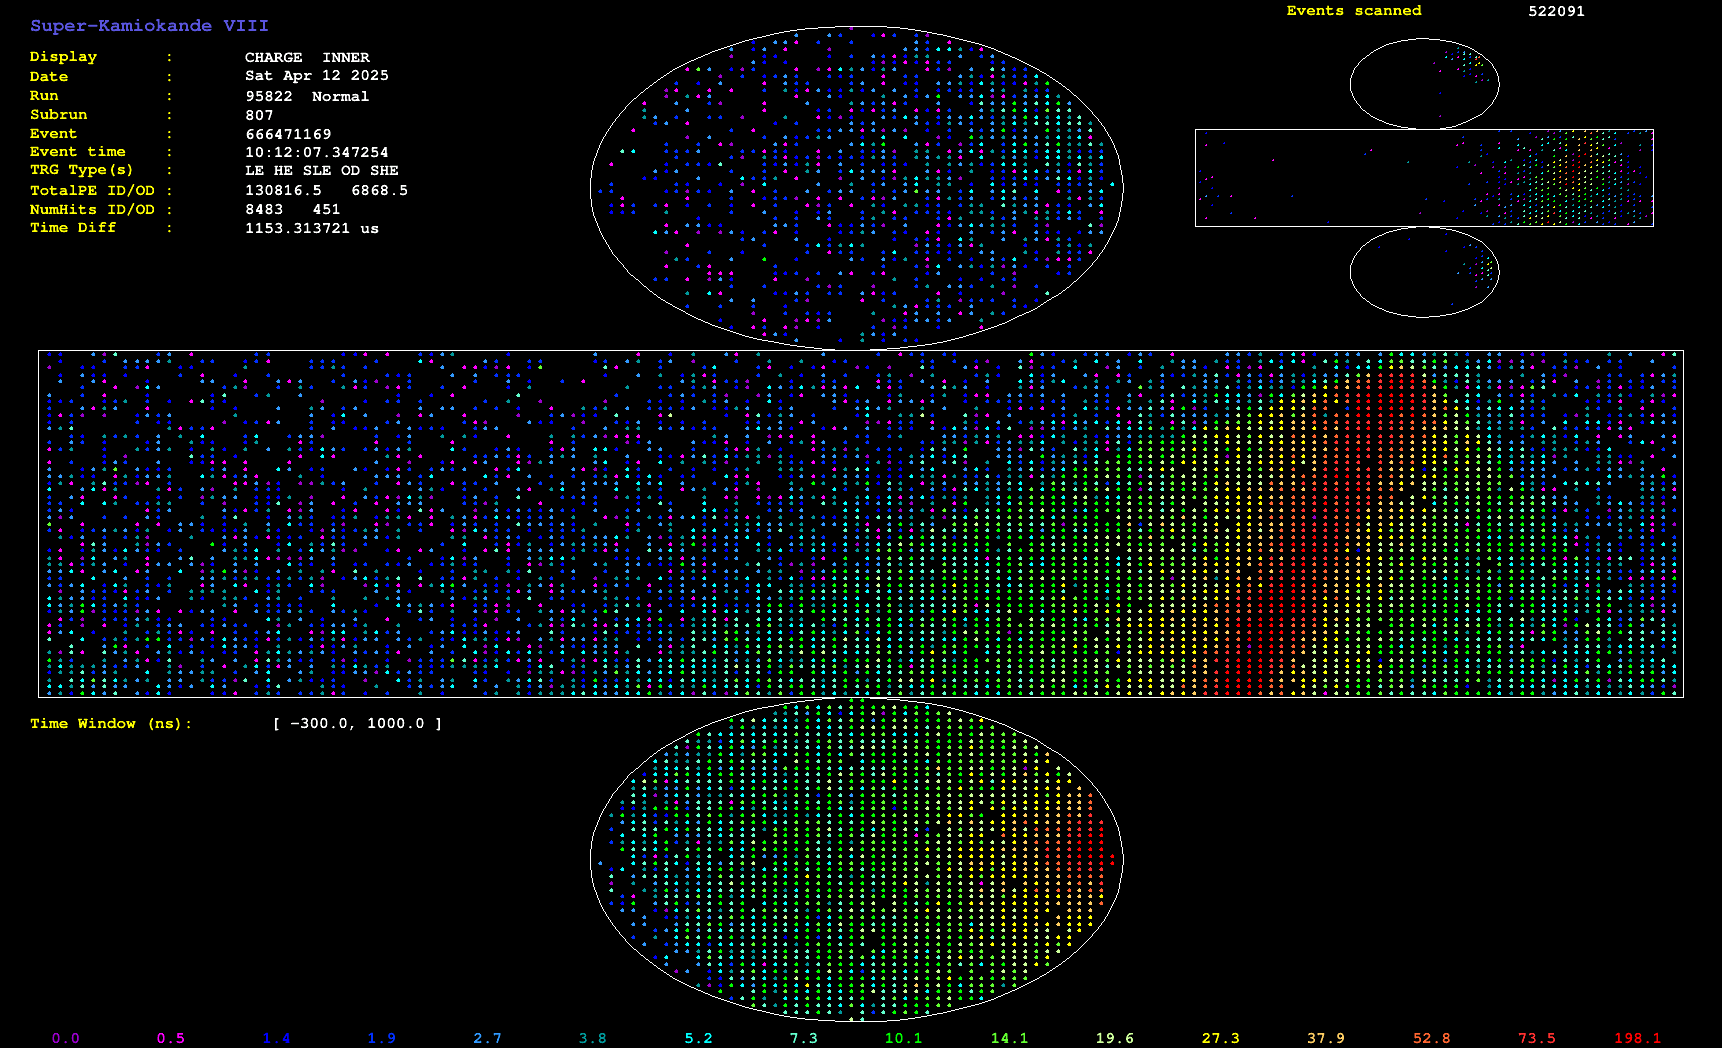 Super-Kamiokande VIII
Events scanned 522091
Display : CHARGE INNER
Date : Sat Apr 12 2025
Run : 95822 Normal
Subrun : 807
Event : 666471169
Event time : 10:12:07.347254
TRG Type(s) : LE HE SLE OD SHE
TotalPE ID/OD : 130816.5 6868.5
NumHits ID/OD : 8483 451
Time Diff : 1153.313721 us
Time Window (ns): [ -300.0, 1000.0 ]
0.0 0.5 1.4 1.9 2.7 3.8 5.2 7.3 10.1 14.1 19.6 27.3 37.9 52.8 73.5 198.1